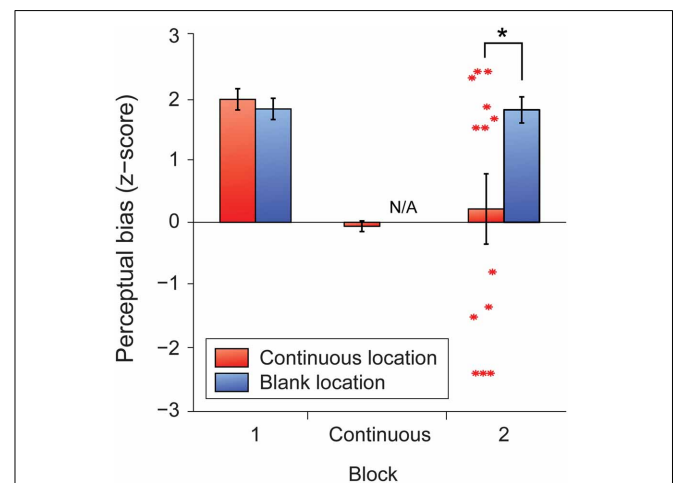 Perceptual bias (z−score)
3
2
1
0
−1
−2
−3
*
N/A
Continuous location
Blank location
1 Continuous 2
Block